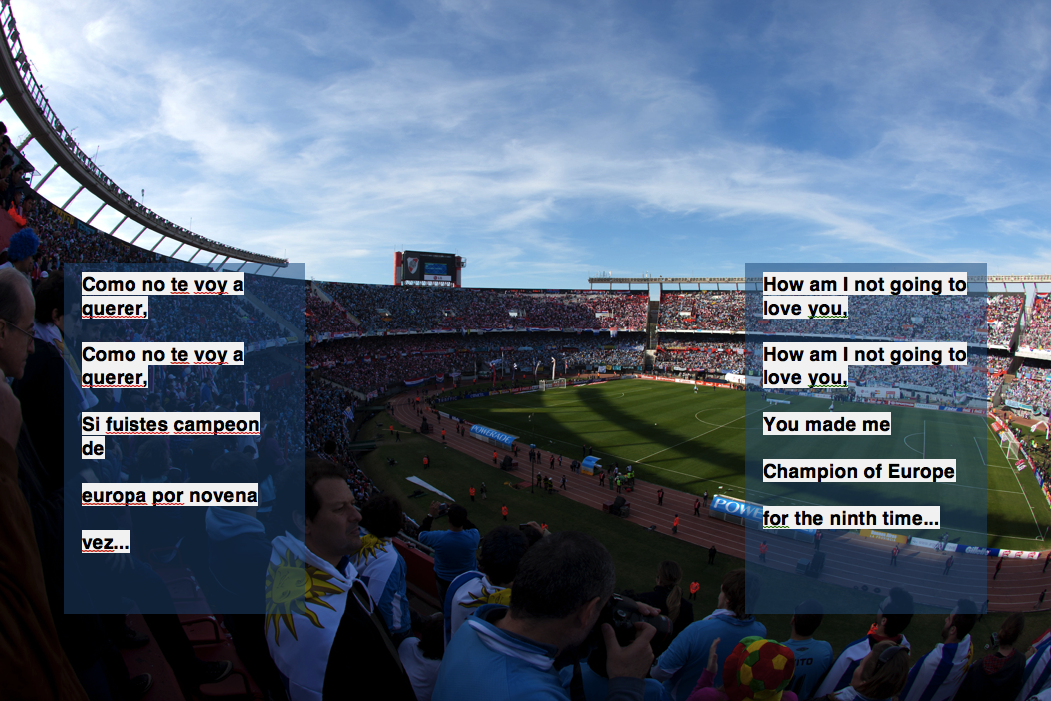 Como no te voy a
querer,
Como no te voy a
querer,
Si fuistes campeon
de
europa por novena
vez...
How am I not going to
love you,
How am I not going to
love you,
You made me
Champion of Europe
for the ninth time...
POWERADE
POWE